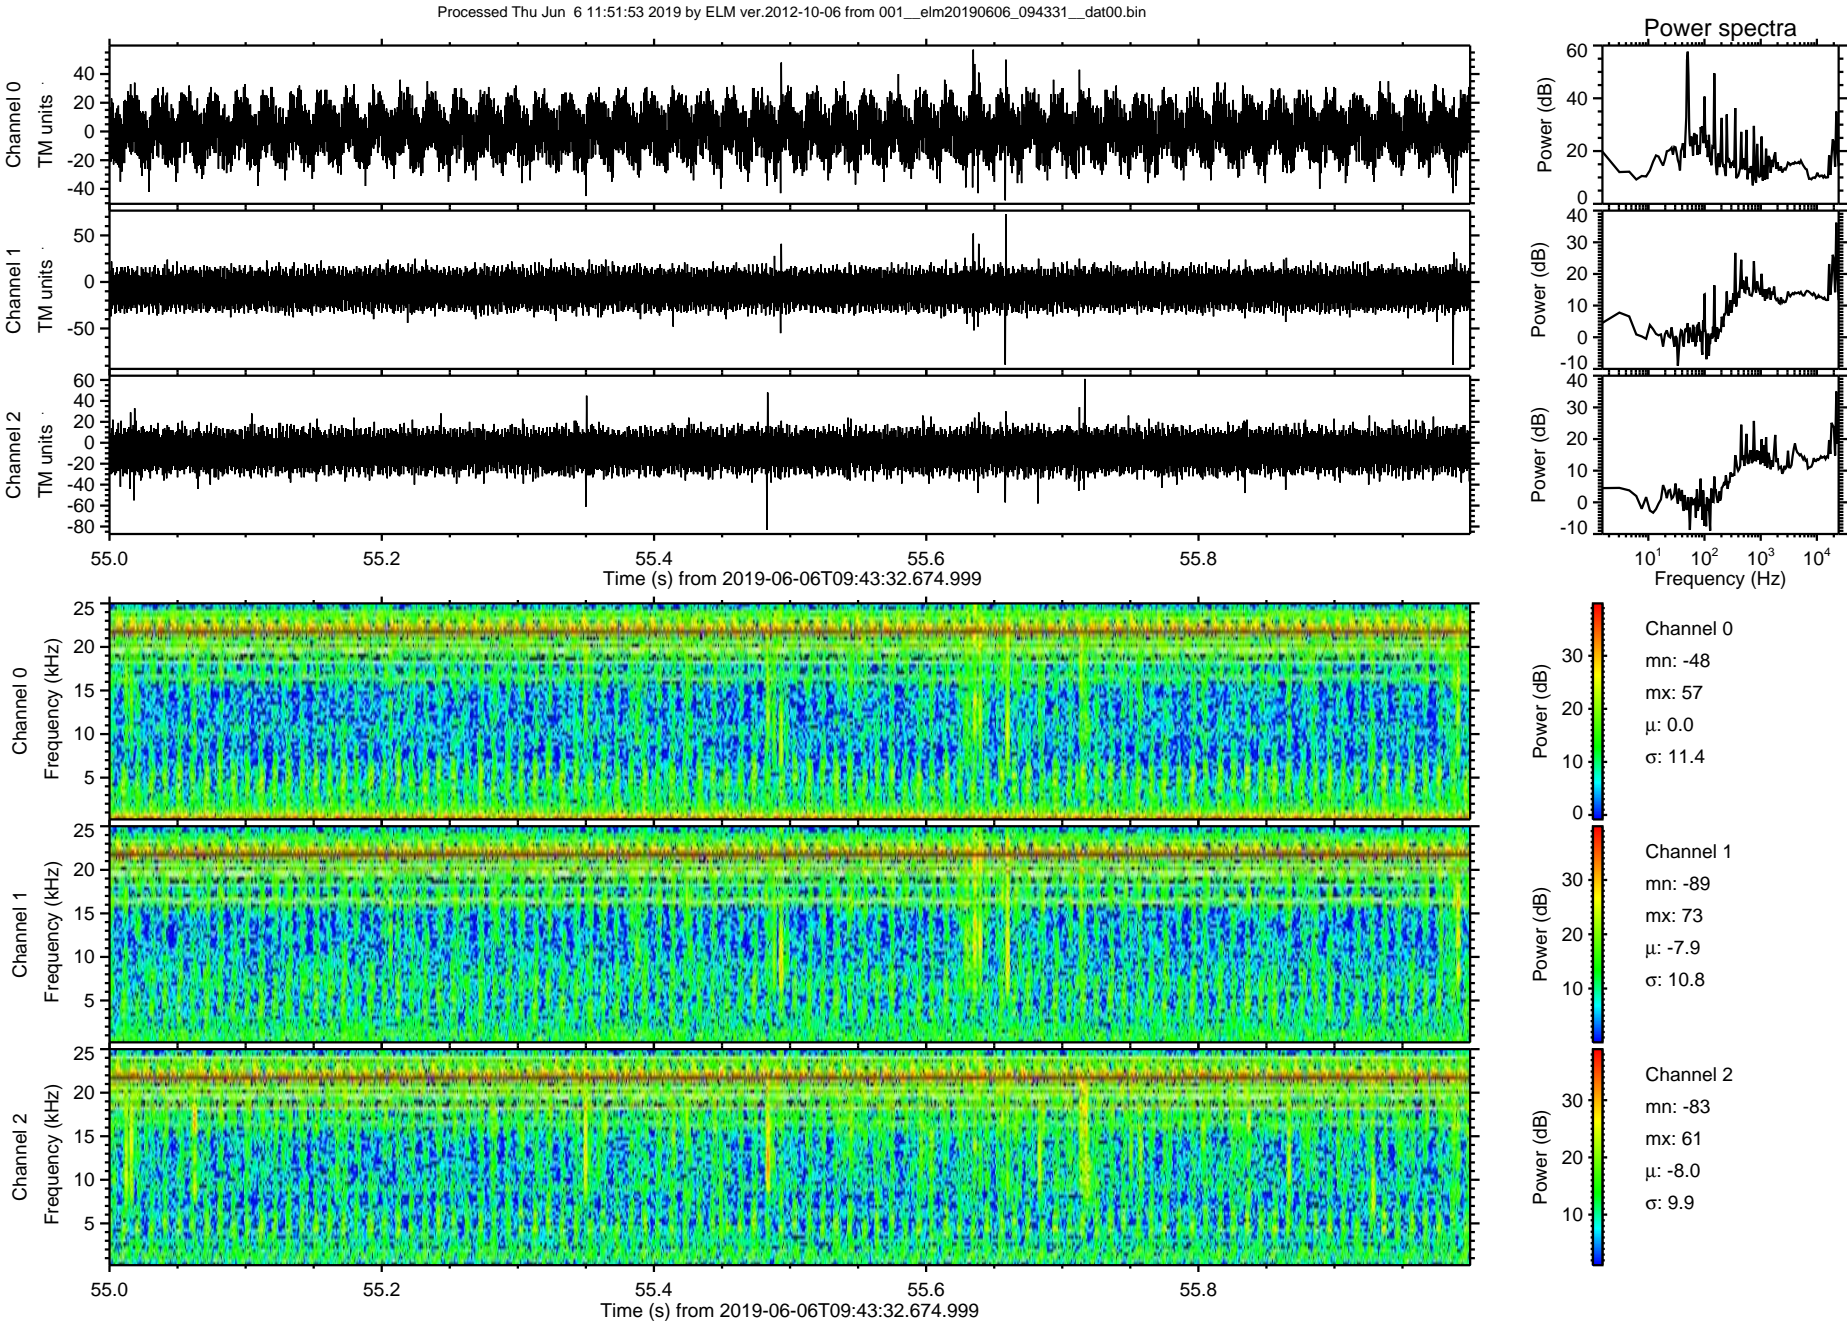 Processed Thu Jun  6 11:51:53 2019 by ELM ver.2012-10-06 from 001__elm20190606_094331__dat00.bin
Power spectra
Channel 0
TM units
40
20
0
-20
-40
Power (dB)
60
40
20
0
Channel 1
TM units
50
0
-50
Power (dB)
40
30
20
10
0
-10
Channel 2
TM units
60
40
20
0
-20
-40
-60
-80
Power (dB)
40
30
20
10
0
-10
55.0 55.2 55.4 55.6 55.8
Time (s) from 2019-06-06T09:43:32.674.999
10¹ 10² 10³ 10⁴
Frequency (Hz)
Channel 0
Frequency (kHz)
25
20
15
10
5
Power (dB)
30
20
10
0
Channel 0
mn: -48
mx: 57
μ: 0.0
σ: 11.4
Channel 1
Frequency (kHz)
25
20
15
10
5
Power (dB)
30
20
10
Channel 1
mn: -89
mx: 73
μ: -7.9
σ: 10.8
Channel 2
Frequency (kHz)
25
20
15
10
5
Power (dB)
30
20
10
Channel 2
mn: -83
mx: 61
μ: -8.0
σ: 9.9
55.0 55.2 55.4 55.6 55.8
Time (s) from 2019-06-06T09:43:32.674.999